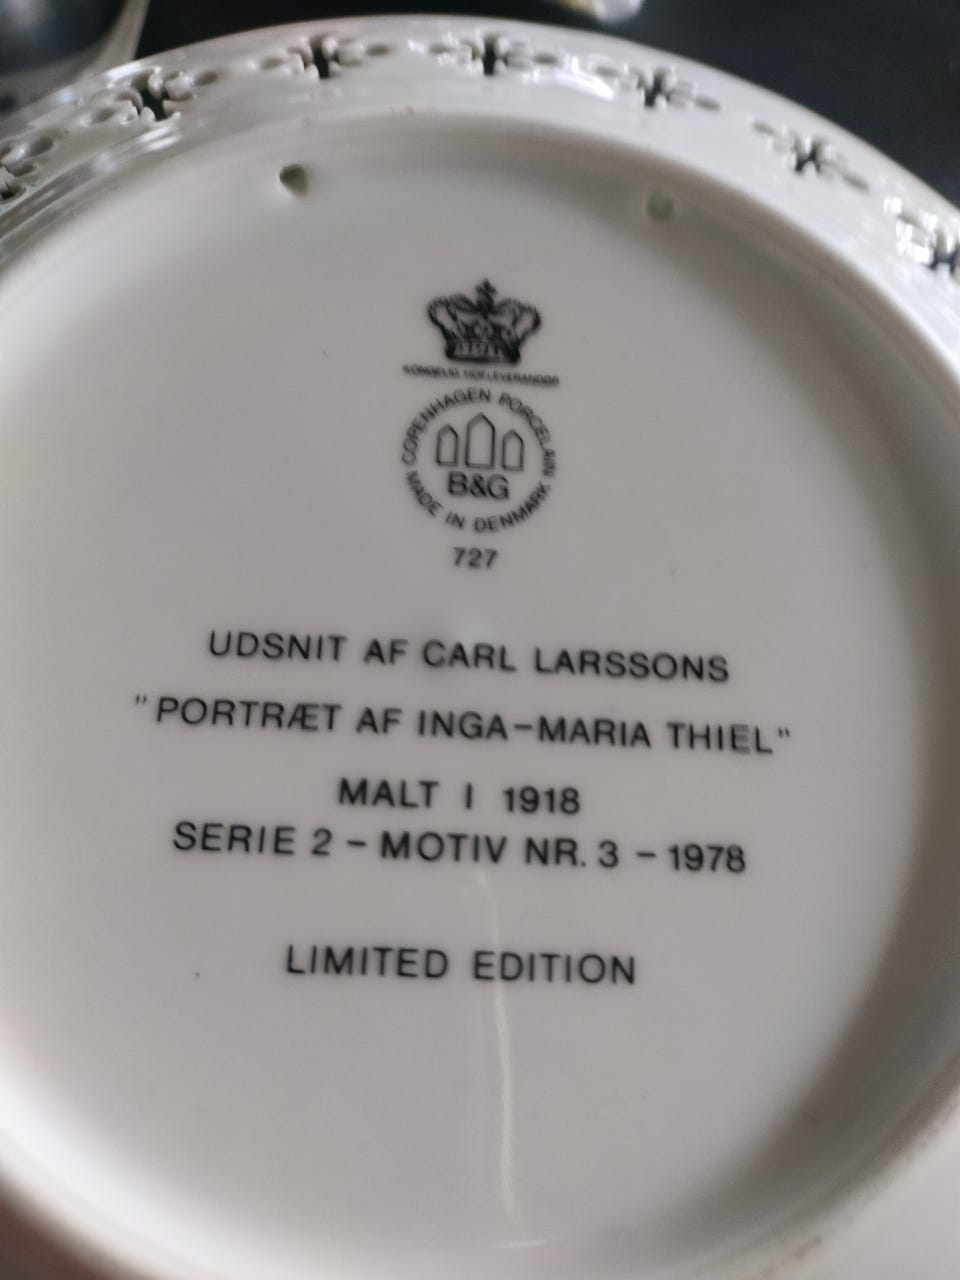 KONGELIG HOFLEVERANDØR
COPENHAGEN PORCELAIN
B&G
MADE IN DENMARK
727
UDSNIT AF CARL LARSSONS
"PORTRÆT AF INGA-MARIA THIEL"
MALT I 1918
SERIE 2 - MOTIV NR. 3 - 1978
LIMITED EDITION